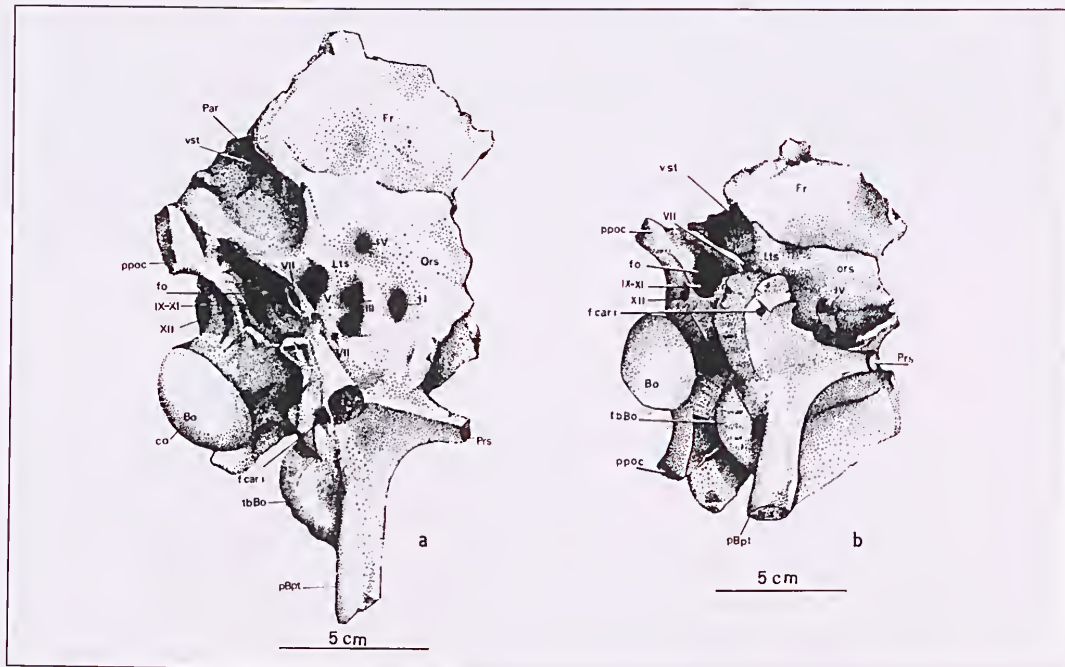 Par
Fr
vst
ppoc
VII
fo
IX-XI
XII
Lts
IV
Ors
V
III
II
VII
Bo
co
f car i
tbBo
Prs
pBpt
a
5 cm
vst
Fr
VII
ppoc
fo
IX-XI
XII
f car i
Lts
ors
IV
Bo
Prs
tbBo
ppoc
pBpt
b
5 cm